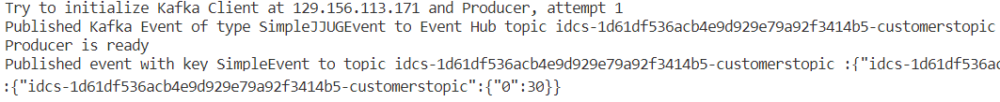 Try to initialize Kafka Client at 129.156.113.171 and Producer, attempt 1
Published Kafka Event of type SimpleJJUGEvent to Event Hub topic idcs-1d61df536acb4e9d929e79a92f3414b5-customerstopic
Producer is ready
Published event with key SimpleEvent to topic idcs-1d61df536acb4e9d929e79a92f3414b5-customerstopic :{"idcs-1d61df536ac
:{"idcs-1d61df536acb4e9d929e79a92f3414b5-customerstopic":{"0":30}}